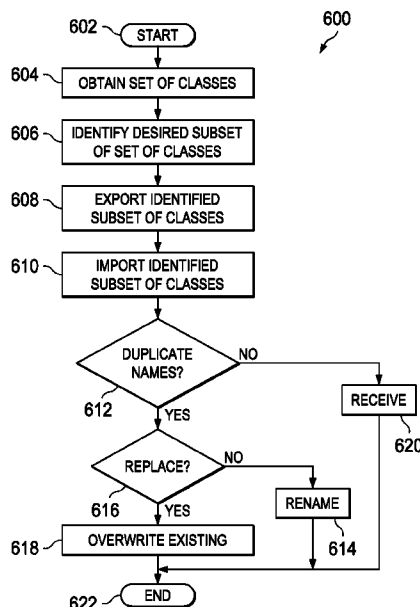 600
602
START
604
OBTAIN SET OF CLASSES
606
IDENTIFY DESIRED SUBSET
OF SET OF CLASSES
608
EXPORT IDENTIFIED
SUBSET OF CLASSES
610
IMPORT IDENTIFIED
SUBSET OF CLASSES
DUPLICATE
NAMES?
NO
612
YES
RECEIVE
620
REPLACE?
NO
616
YES
RENAME
614
618
OVERWRITE EXISTING
END
622